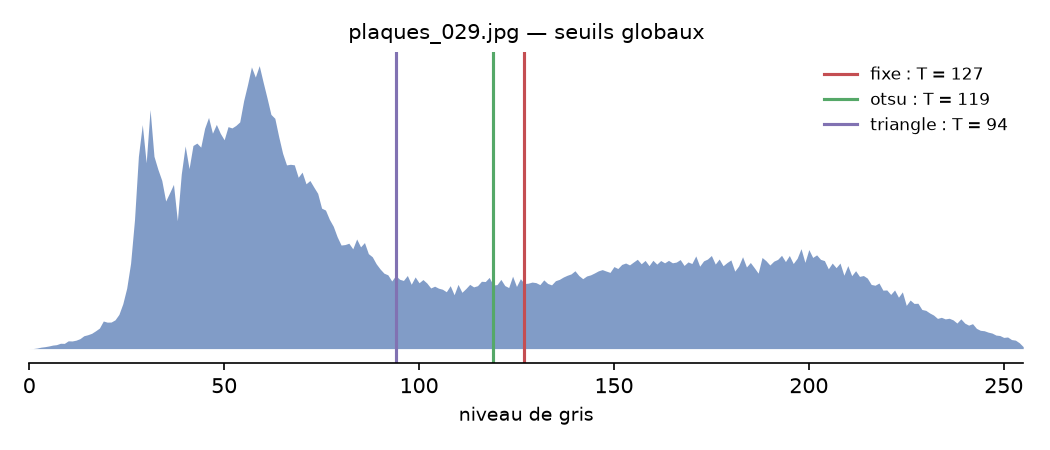 plaques_029.jpg — seuils globaux
fixe : T = 127
otsu : T = 119
triangle : T = 94
0 50 100 150 200 250
niveau de gris